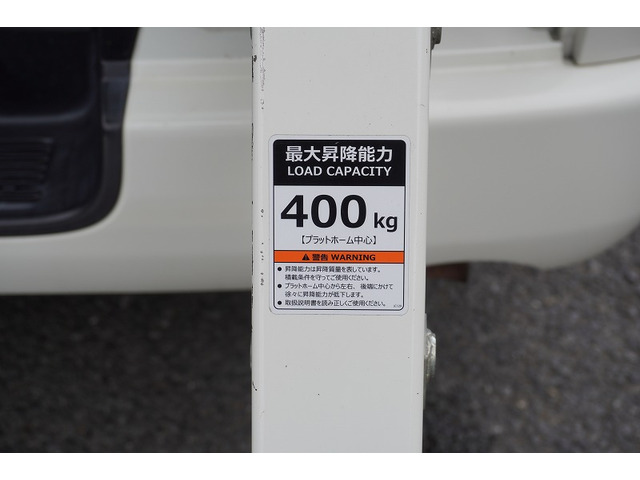 最大昇降能力
LOAD CAPACITY
400 kg
【プラットホーム中心】
⚠ 警告 WARNING
● 昇降能力は昇降質量を表しています。
積載条件を守ってご使用ください。
● プラットホーム中心から左右、後端にかけて
徐々に昇降能力が低下します。
● 取扱説明書を読み正しくご使用ください。